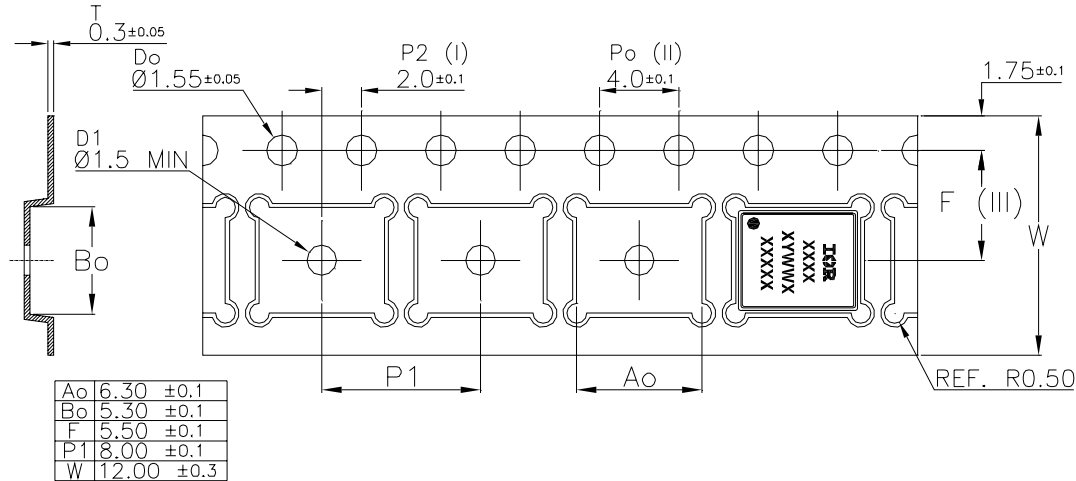 T
0.3±0.05
Do
Ø1.55±0.05
P2 (I)
2.0±0.1
Po (II)
4.0±0.1
1.75±0.1
D1
Ø1.5 MIN
F (III)
W
Bo
IOR
XXXX
XYWWX
XXXXX
P1
Ao
REF. R0.50
Ao 6.30 ±0.1
Bo 5.30 ±0.1
F 5.50 ±0.1
P1 8.00 ±0.1
W 12.00 ±0.3